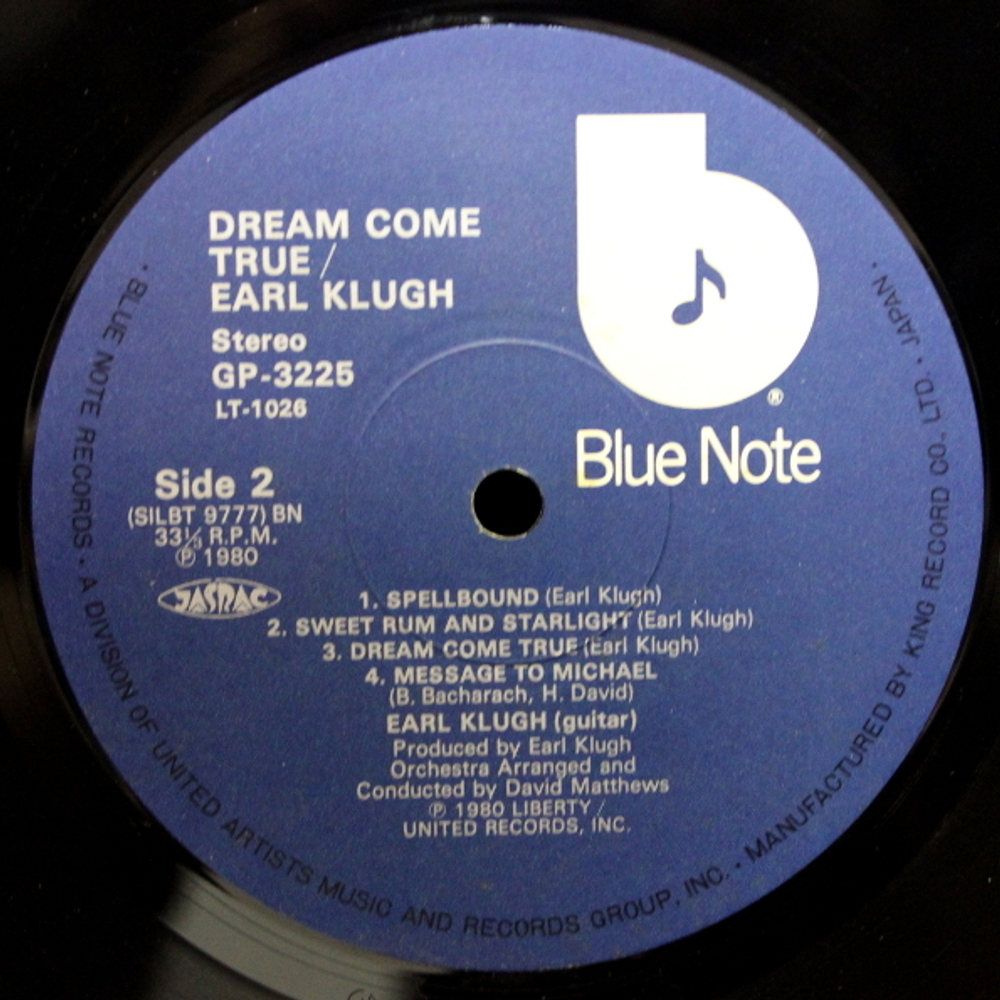 DREAM COME
TRUE /
EARL KLUGH
Stereo
GP-3225
LT-1026
Blue Note
®
Side 2
(SILBT 9777) BN
33⅓ R.P.M.
℗ 1980
JASRAC
1. SPELLBOUND (Earl Klugh)
2. SWEET RUM AND STARLIGHT (Earl Klugh)
3. DREAM COME TRUE (Earl Klugh)
4. MESSAGE TO MICHAEL
(B. Bacharach, H. David)
EARL KLUGH (guitar)
Produced by Earl Klugh
Orchestra Arranged and
Conducted by David Matthews
℗ 1980 LIBERTY /
UNITED RECORDS, INC.
· BLUE NOTE RECORDS · A DIVISION OF UNITED ARTISTS MUSIC AND RECORDS GROUP, INC. · MANUFACTURED BY KING RECORD CO., LTD. · JAPAN ·